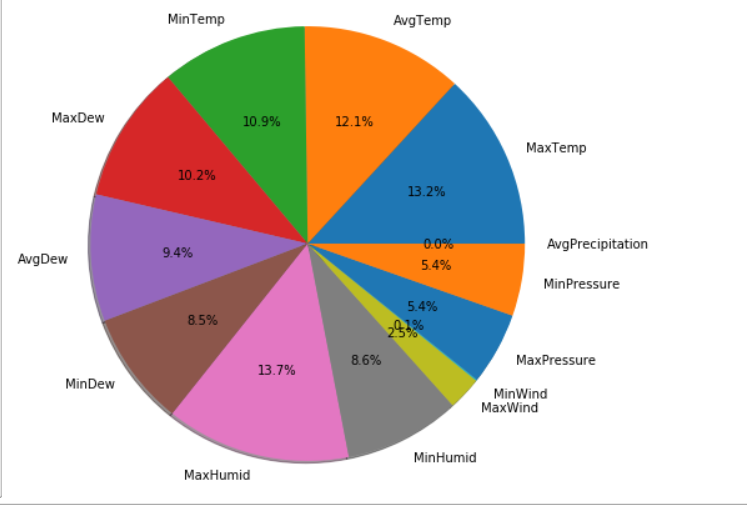 MinTemp
AvgTemp
MaxDew
10.9%
12.1%
MaxTemp
10.2%
13.2%
AvgDew
9.4%
0.0%
AvgPrecipitation
5.4%
MinPressure
8.5%
5.4%
0.1%
2.5%
MaxPressure
MinDew
13.7%
8.6%
MinWind
MaxWind
MinHumid
MaxHumid